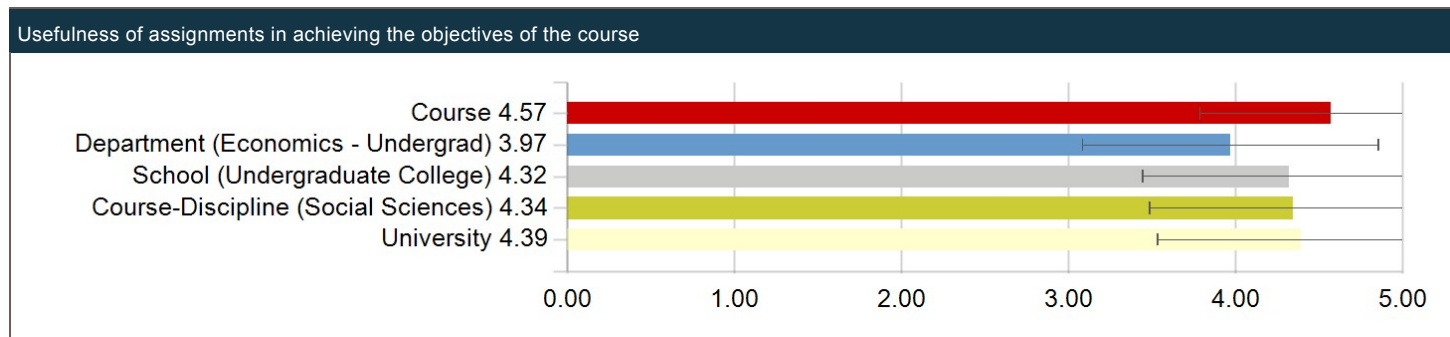 Usefulness of assignments in achieving the objectives of the course
Course 4.57
Department (Economics - Undergrad) 3.97
School (Undergraduate College) 4.32
Course-Discipline (Social Sciences) 4.34
University 4.39
0.00 1.00 2.00 3.00 4.00 5.00